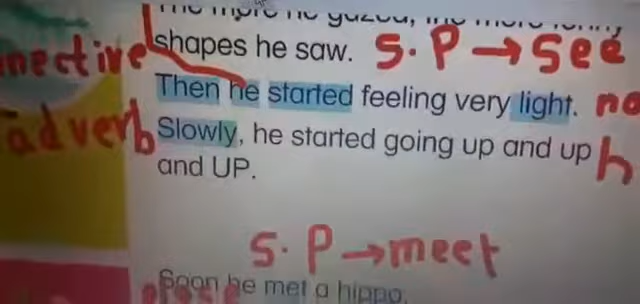 shapes he saw. S.P → see
nective
Then he started feeling very light. no
adverb
Slowly, he started going up and up
and UP.
S.P → meet
Soon he met a hippo.